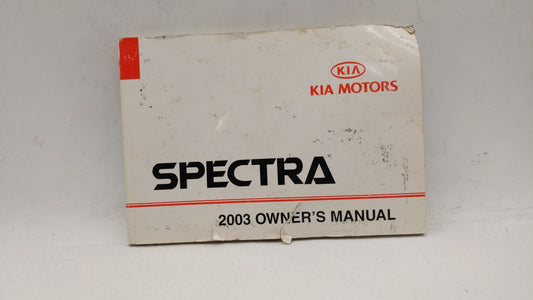 KIA
KIA MOTORS
SPECTRA
2003 OWNER'S MANUAL